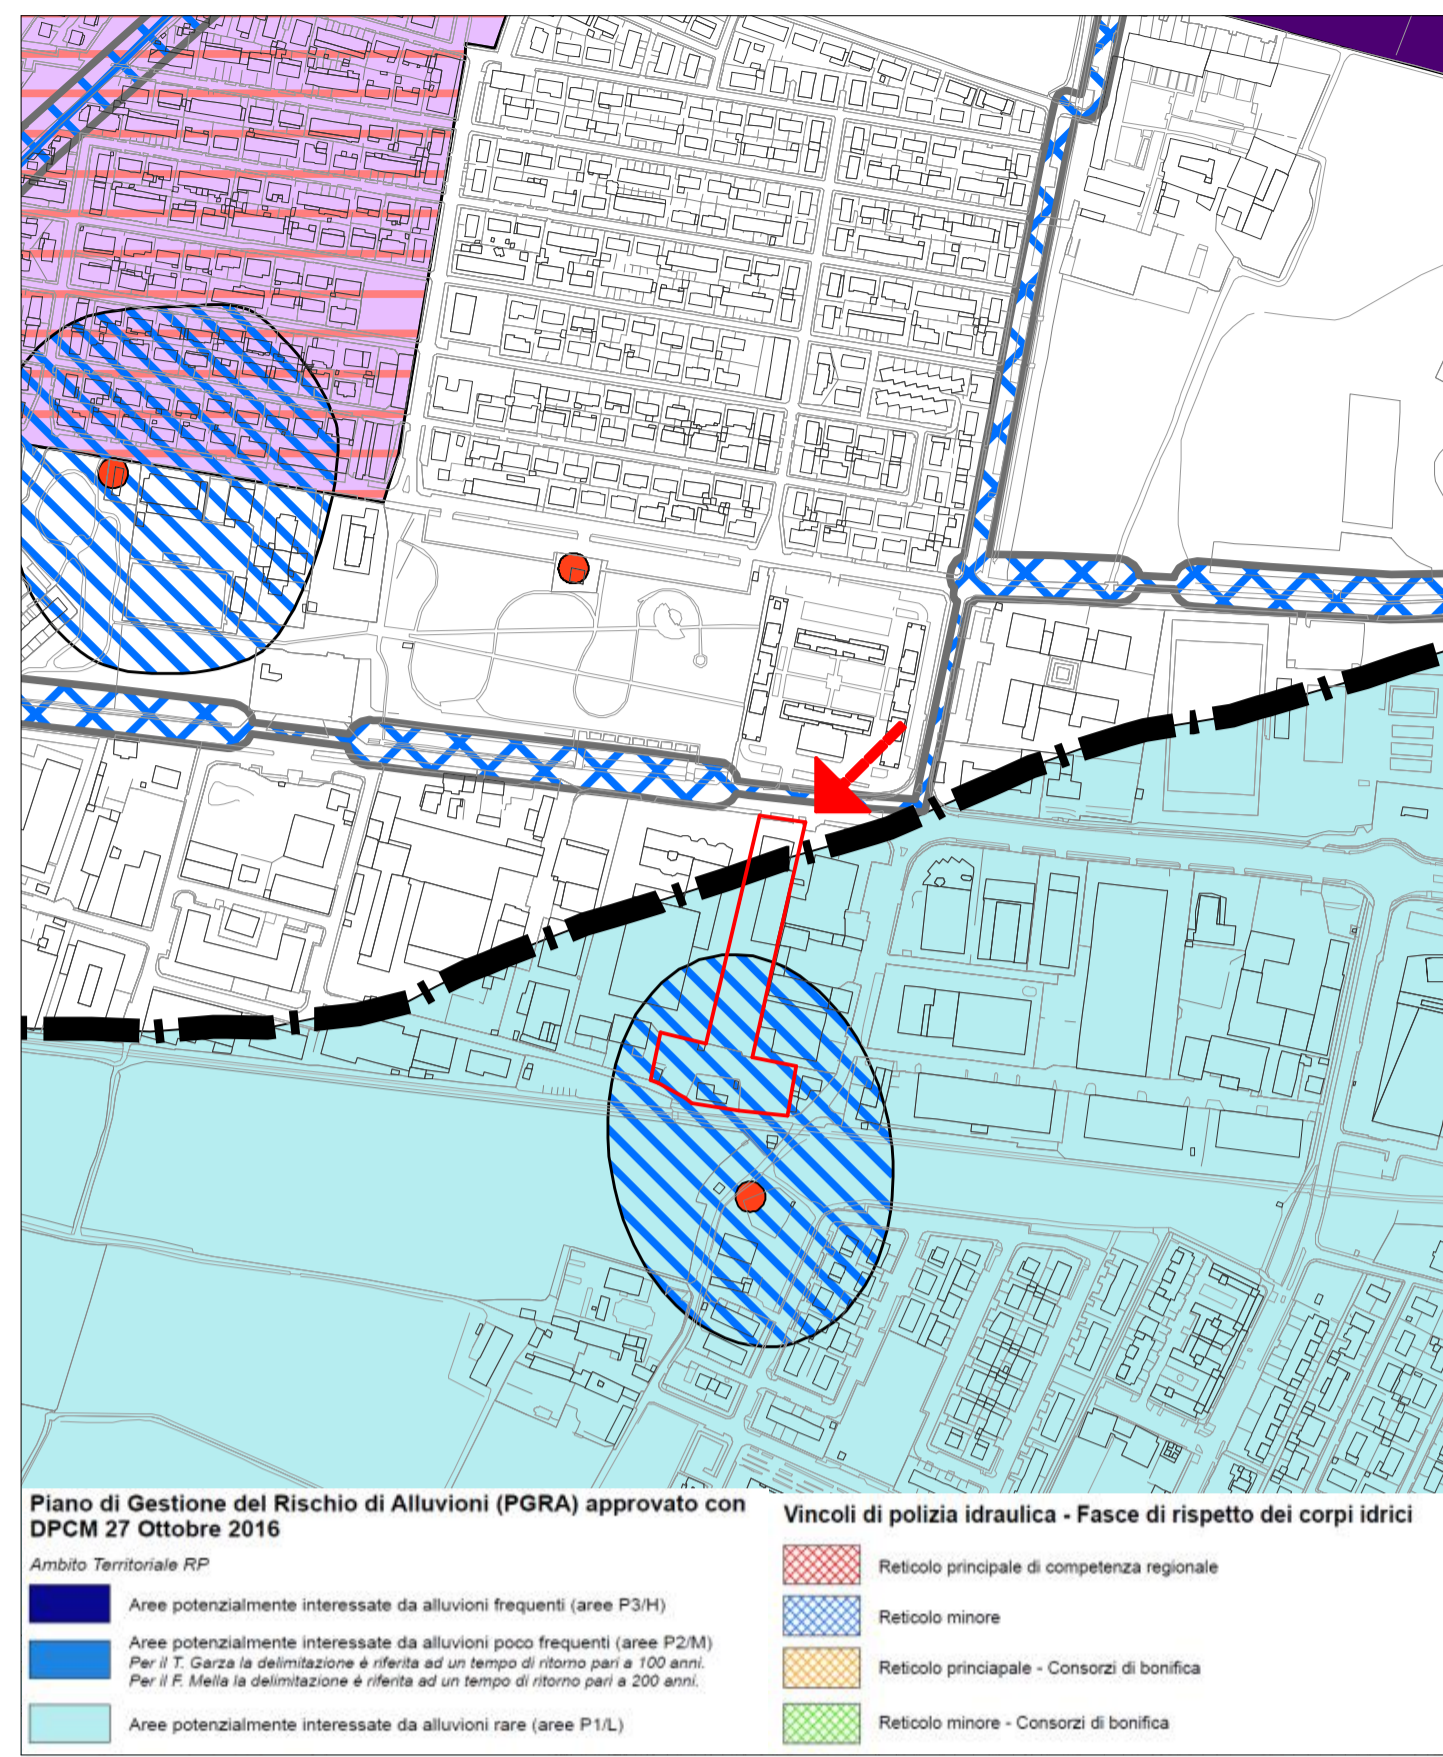 Piano di Gestione del Rischio di Alluvioni (PGRA) approvato con
DPCM 27 Ottobre 2016
Ambito Territoriale RP
Aree potenzialmente interessate da alluvioni frequenti (aree P3/H)
Aree potenzialmente interessate da alluvioni poco frequenti (aree P2/M)
Per il T. Garza la delimitazione è riferita ad un tempo di ritorno pari a 100 anni.
Per il F. Mella la delimitazione è riferita ad un tempo di ritorno pari a 200 anni.
Aree potenzialmente interessate da alluvioni rare (aree P1/L)
Vincoli di polizia idraulica - Fasce di rispetto dei corpi idrici
Reticolo principale di competenza regionale
Reticolo minore
Reticolo princiapale - Consorzi di bonifica
Reticolo minore - Consorzi di bonifica